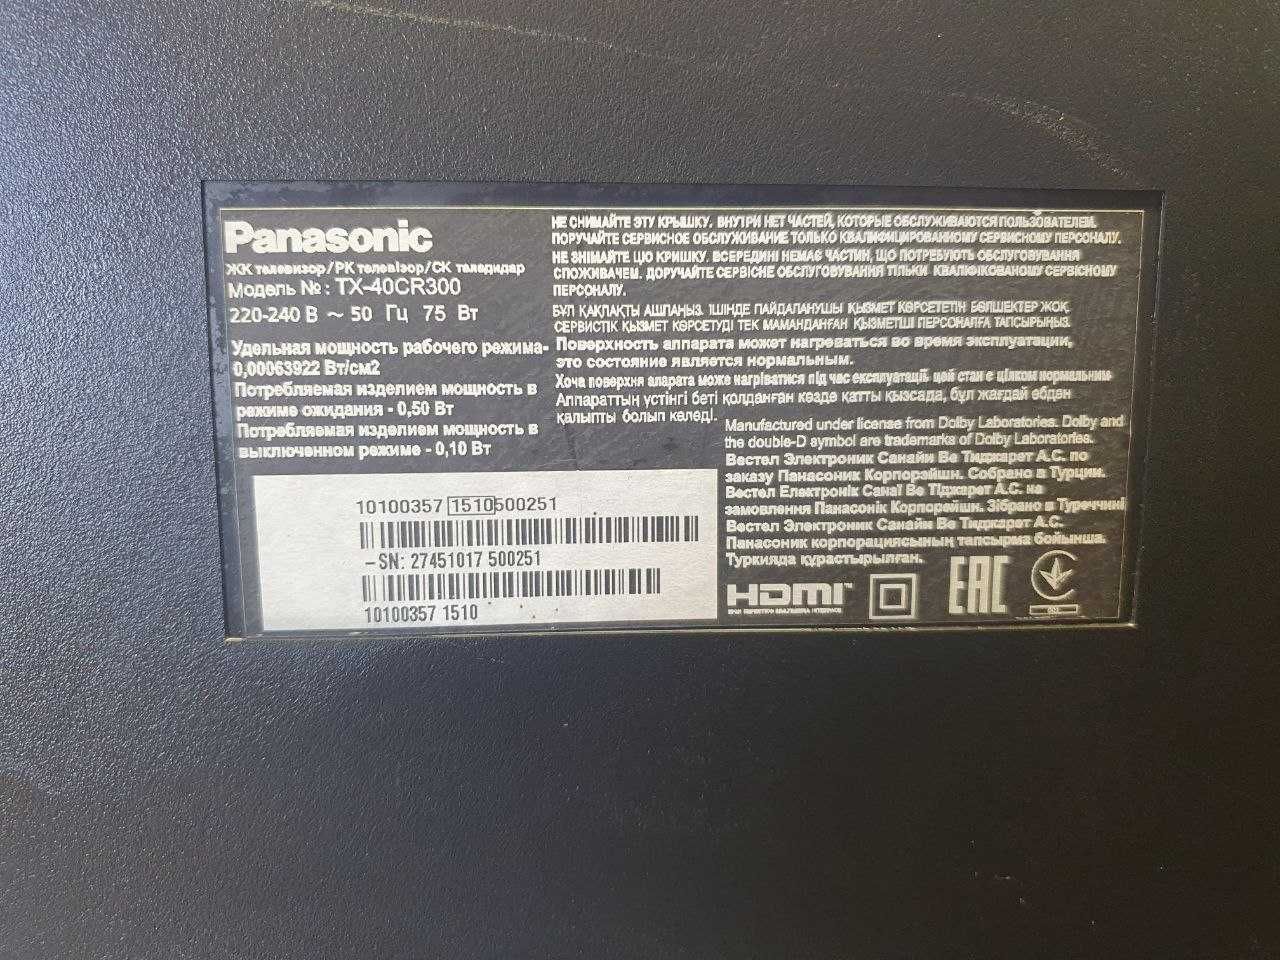 Panasonic
ЖК телевизор/РК телевізор/СК теледидар
Модель № : TX-40CR300
220-240 В ~ 50 Гц 75 Вт
Удельная мощность рабочего режима-
0,00063922 Вт/см2
Потребляемая изделием мощность в
режиме ожидания - 0,50 Вт
Потребляемая изделием мощность в
выключенном режиме - 0,10 Вт
НЕ СНИМАЙТЕ ЭТУ КРЫШКУ. ВНУТРИ НЕТ ЧАСТЕЙ, КОТОРЫЕ ОБСЛУЖИВАЮТСЯ ПОЛЬЗОВАТЕЛЕМ.
ПОРУЧАЙТЕ СЕРВИСНОЕ ОБСЛУЖИВАНИЕ ТОЛЬКО КВАЛИФИЦИРОВАННОМУ СЕРВИСНОМУ ПЕРСОНАЛУ.
НЕ ЗНІМАЙТЕ ЦЮ КРИШКУ. ВСЕРЕДИНІ НЕМАЄ ЧАСТИН, ЩО ПОТРЕБУЮТЬ ОБСЛУГОВУВАННЯ
СПОЖИВАЧЕМ. ДОРУЧАЙТЕ СЕРВІСНЕ ОБСЛУГОВУВАННЯ ТІЛЬКИ КВАЛІФІКОВАНОМУ СЕРВІСНОМУ
ПЕРСОНАЛУ.
БҰЛ ҚАҚПАҚТЫ АШПАҢЫЗ. ІШІНДЕ ПАЙДАЛАНУШЫ ҚЫЗМЕТ КӨРСЕТЕТІН БӨЛШЕКТЕР ЖОҚ.
СЕРВИСТІК ҚЫЗМЕТ КӨРСЕТУДІ ТЕК МАМАНДАНҒАН ҚЫЗМЕТШІ ПЕРСОНАЛҒА ТАПСЫРЫҢЫЗ.
Поверхность аппарата может нагреваться во время эксплуатации,
это состояние является нормальным.
Хоча поверхня апарата може нагріватися під час експлуатації, цей стан є цілком нормальним
Аппараттың үстіңгі беті қолданған кезде қатты қызсада, бұл жағдай әбден
қалыпты болып келеді.
Manufactured under license from Dolby Laboratories. Dolby and
the double-D symbol are trademarks of Dolby Laboratories.
Вестел Электроник Санайи Ве Тиджарет А.С. по
заказу Панасоник Корпорэйшн. Собрано в Турции.
Вестел Електронік Санаї Ве Тіджарет А.С. на
замовлення Панасонік Корпорейшн. Зібрано в Туреччині
Вестел Электроник Санайи Ве Тиджарет А.С.
Панасоник корпорациясының тапсырма бойынша.
Туркияда құрастырылған.
10100357 1510500251
-SN: 27451017 500251
10100357 1510
HDMI™
HIGH DEFINITION MULTIMEDIA INTERFACE
EAC